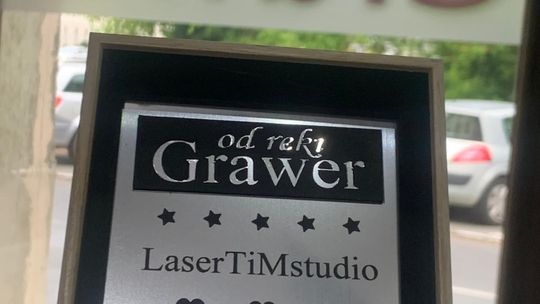 od ręki
Grawer
LaserTiMstudio